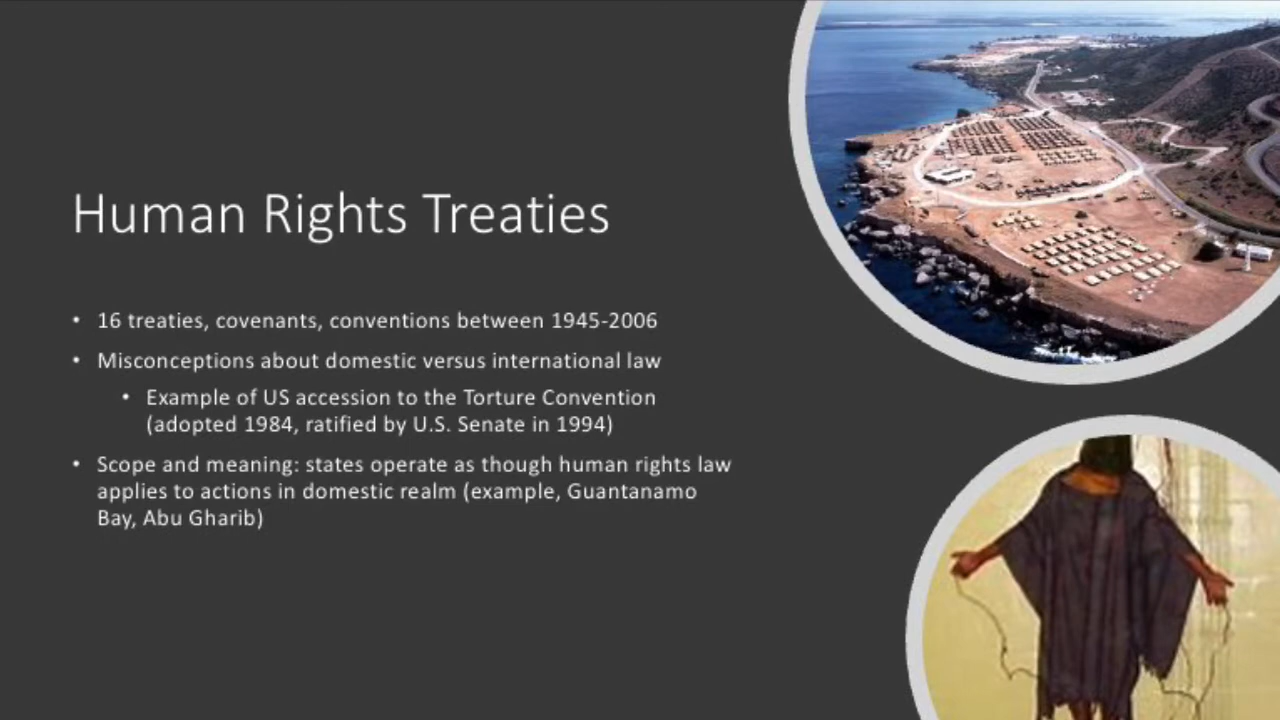 Human Rights Treaties
• 16 treaties, covenants, conventions between 1945-2006
• Misconceptions about domestic versus international law
• Example of US accession to the Torture Convention
(adopted 1984, ratified by U.S. Senate in 1994)
• Scope and meaning: states operate as though human rights law
applies to actions in domestic realm (example, Guantanamo
Bay, Abu Gharib)